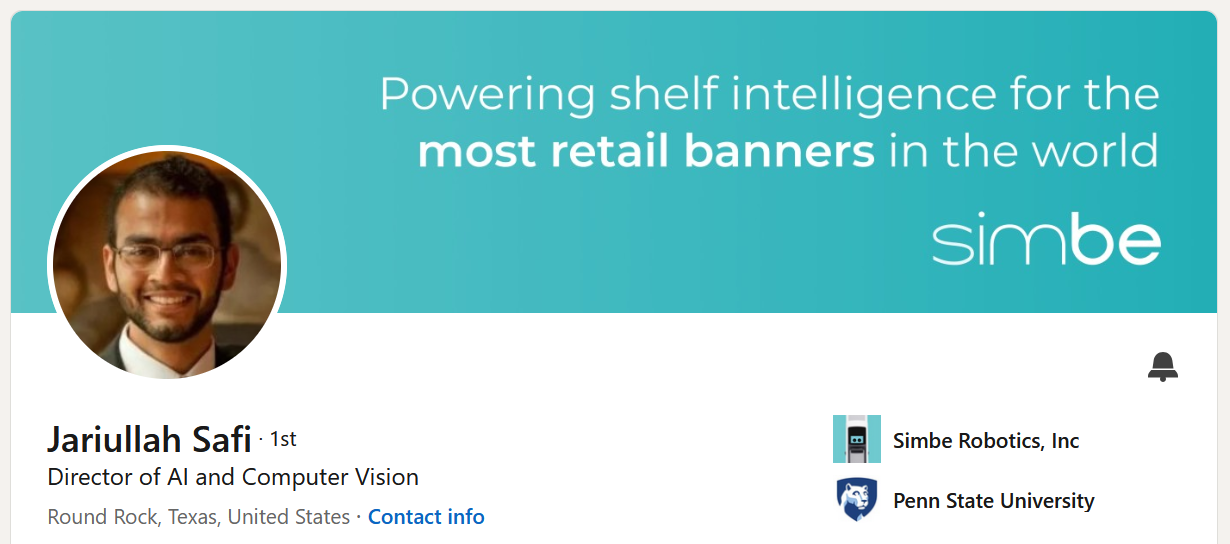 Powering shelf intelligence for the
most retail banners in the world
simbe
Jariullah Safi · 1st
Director of AI and Computer Vision
Round Rock, Texas, United States · Contact info
Simbe Robotics, Inc
Penn State University